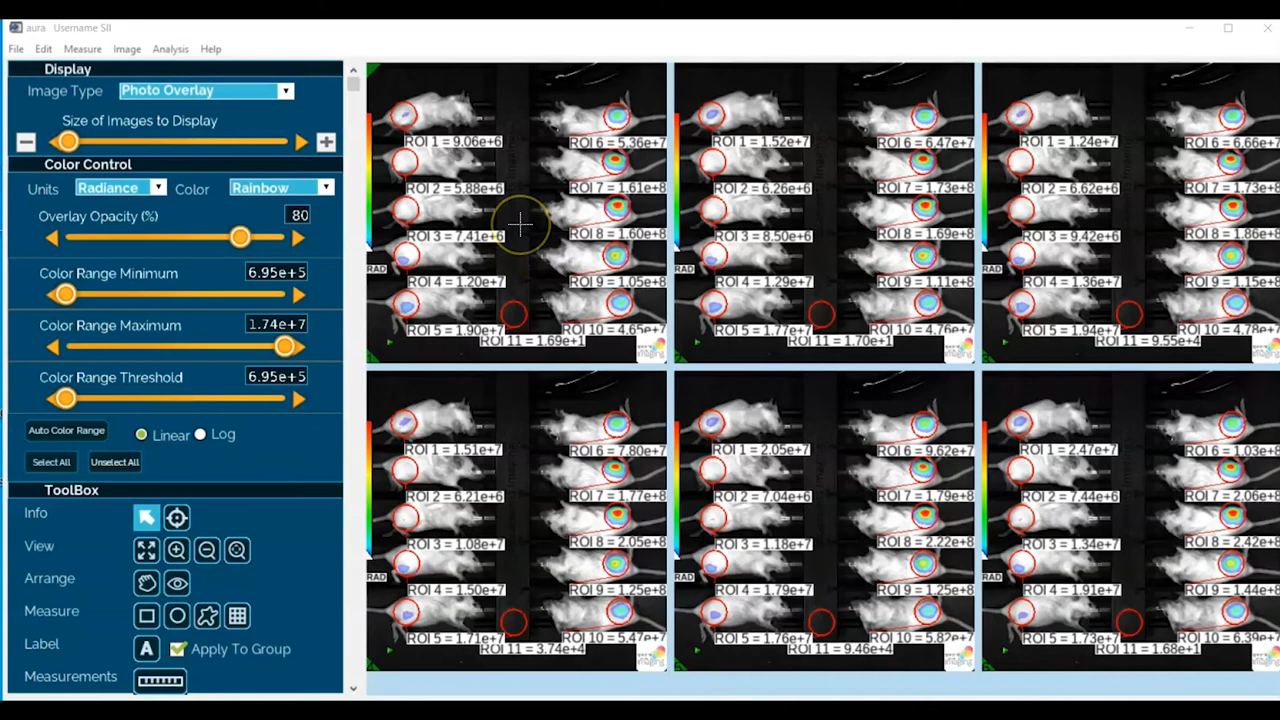 aura Username SII
File Edit Measure Image Analysis Help
Display
Image Type Photo Overlay
Size of Images to Display
Color Control
Units Radiance Color Rainbow
Overlay Opacity (%) 80
Color Range Minimum 6.95e+5
Color Range Maximum 1.74e+7
Color Range Threshold 6.95e+5
Auto Color Range Linear Log
Select All Unselect All
ToolBox
Info
View
Arrange
Measure
Label A Apply To Group
Measurements
ROI 1 = 9.06e+6
ROI 6 = 5.36e+7
ROI 2 = 5.88e+6
ROI 7 = 1.61e+8
ROI 3 = 7.41e+6
ROI 8 = 1.60e+8
RAD
ROI 4 = 1.20e+7
ROI 9 = 1.05e+8
ROI 5 = 1.90e+7
ROI 10 = 4.65e+7
ROI 11 = 1.69e+1
imaging
ROI 1 = 1.52e+7
ROI 6 = 6.47e+7
ROI 2 = 6.26e+6
ROI 7 = 1.73e+8
ROI 3 = 8.50e+6
ROI 8 = 1.69e+8
RAD
ROI 4 = 1.29e+7
ROI 9 = 1.11e+8
ROI 5 = 1.77e+7
ROI 10 = 4.76e+7
ROI 11 = 1.70e+1
imaging
ROI 1 = 1.24e+7
ROI 6 = 6.66e+7
ROI 2 = 6.62e+6
ROI 7 = 1.73e+8
ROI 3 = 9.42e+6
ROI 8 = 1.86e+8
RAD
ROI 4 = 1.36e+7
ROI 9 = 1.15e+8
ROI 5 = 1.94e+7
ROI 10 = 4.78e+7
ROI 11 = 9.55e+4
imaging
ROI 1 = 1.51e+7
ROI 6 = 7.80e+7
ROI 2 = 6.21e+6
ROI 7 = 1.77e+8
ROI 3 = 1.08e+7
ROI 8 = 2.05e+8
RAD
ROI 4 = 1.50e+7
ROI 9 = 1.25e+8
ROI 5 = 1.71e+7
ROI 10 = 5.47e+7
ROI 11 = 3.74e+4
imaging
ROI 1 = 2.05e+7
ROI 6 = 9.62e+7
ROI 2 = 7.04e+6
ROI 7 = 1.79e+8
ROI 3 = 1.18e+7
ROI 8 = 2.22e+8
RAD
ROI 4 = 1.79e+7
ROI 9 = 1.25e+8
ROI 5 = 1.76e+7
ROI 10 = 5.82e+7
ROI 11 = 9.46e+4
imaging
ROI 1 = 2.47e+7
ROI 6 = 1.03e+8
ROI 2 = 7.44e+6
ROI 7 = 2.06e+8
ROI 3 = 1.34e+7
ROI 8 = 2.42e+8
RAD
ROI 4 = 1.91e+7
ROI 9 = 1.25e+8
ROI 5 = 1.73e+7
ROI 10 = 6.39e+7
ROI 11 = 1.68e+1
imaging